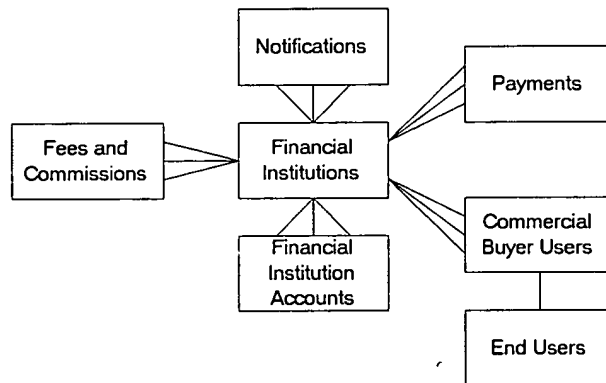 Notifications
Payments
Fees and
Commissions
Financial
Institutions
Commercial
Buyer Users
Financial
Institution
Accounts
End Users